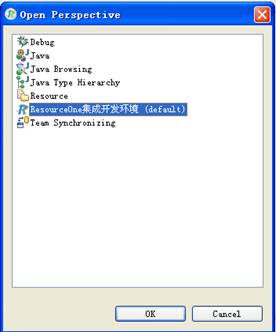 Open Perspective
Debug
Java
Java Browsing
Java Type Hierarchy
Resource
ResourceOne集成开发环境 (default)
Team Synchronizing
OK
Cancel